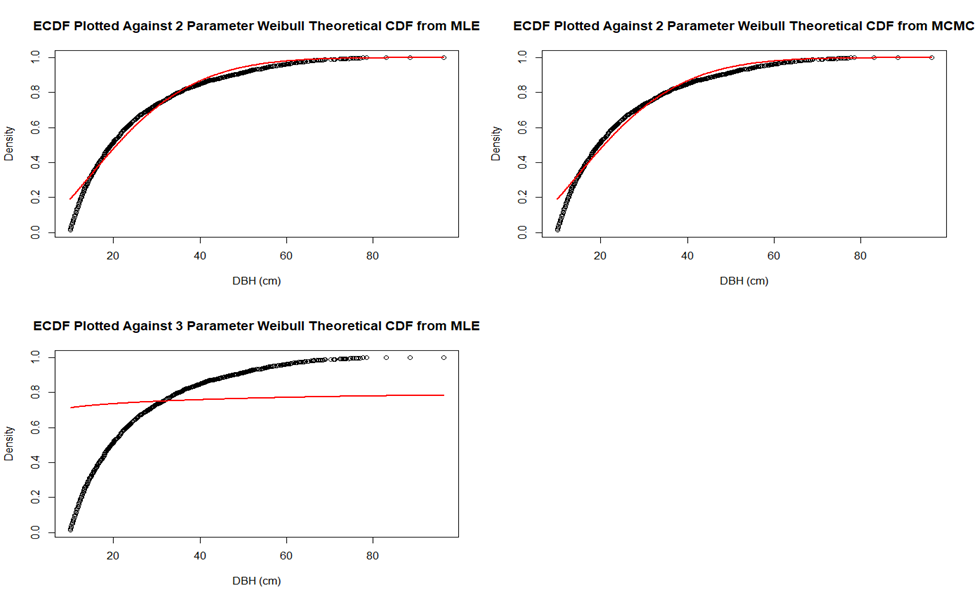 ECDF Plotted Against 2 Parameter Weibull Theoretical CDF from MLE
Density
0.0 0.2 0.4 0.6 0.8 1.0
20 40 60 80
DBH (cm)
ECDF Plotted Against 2 Parameter Weibull Theoretical CDF from MCMC
Density
0.0 0.2 0.4 0.6 0.8 1.0
20 40 60 80
DBH (cm)
ECDF Plotted Against 3 Parameter Weibull Theoretical CDF from MLE
Density
0.0 0.2 0.4 0.6 0.8 1.0
20 40 60 80
DBH (cm)